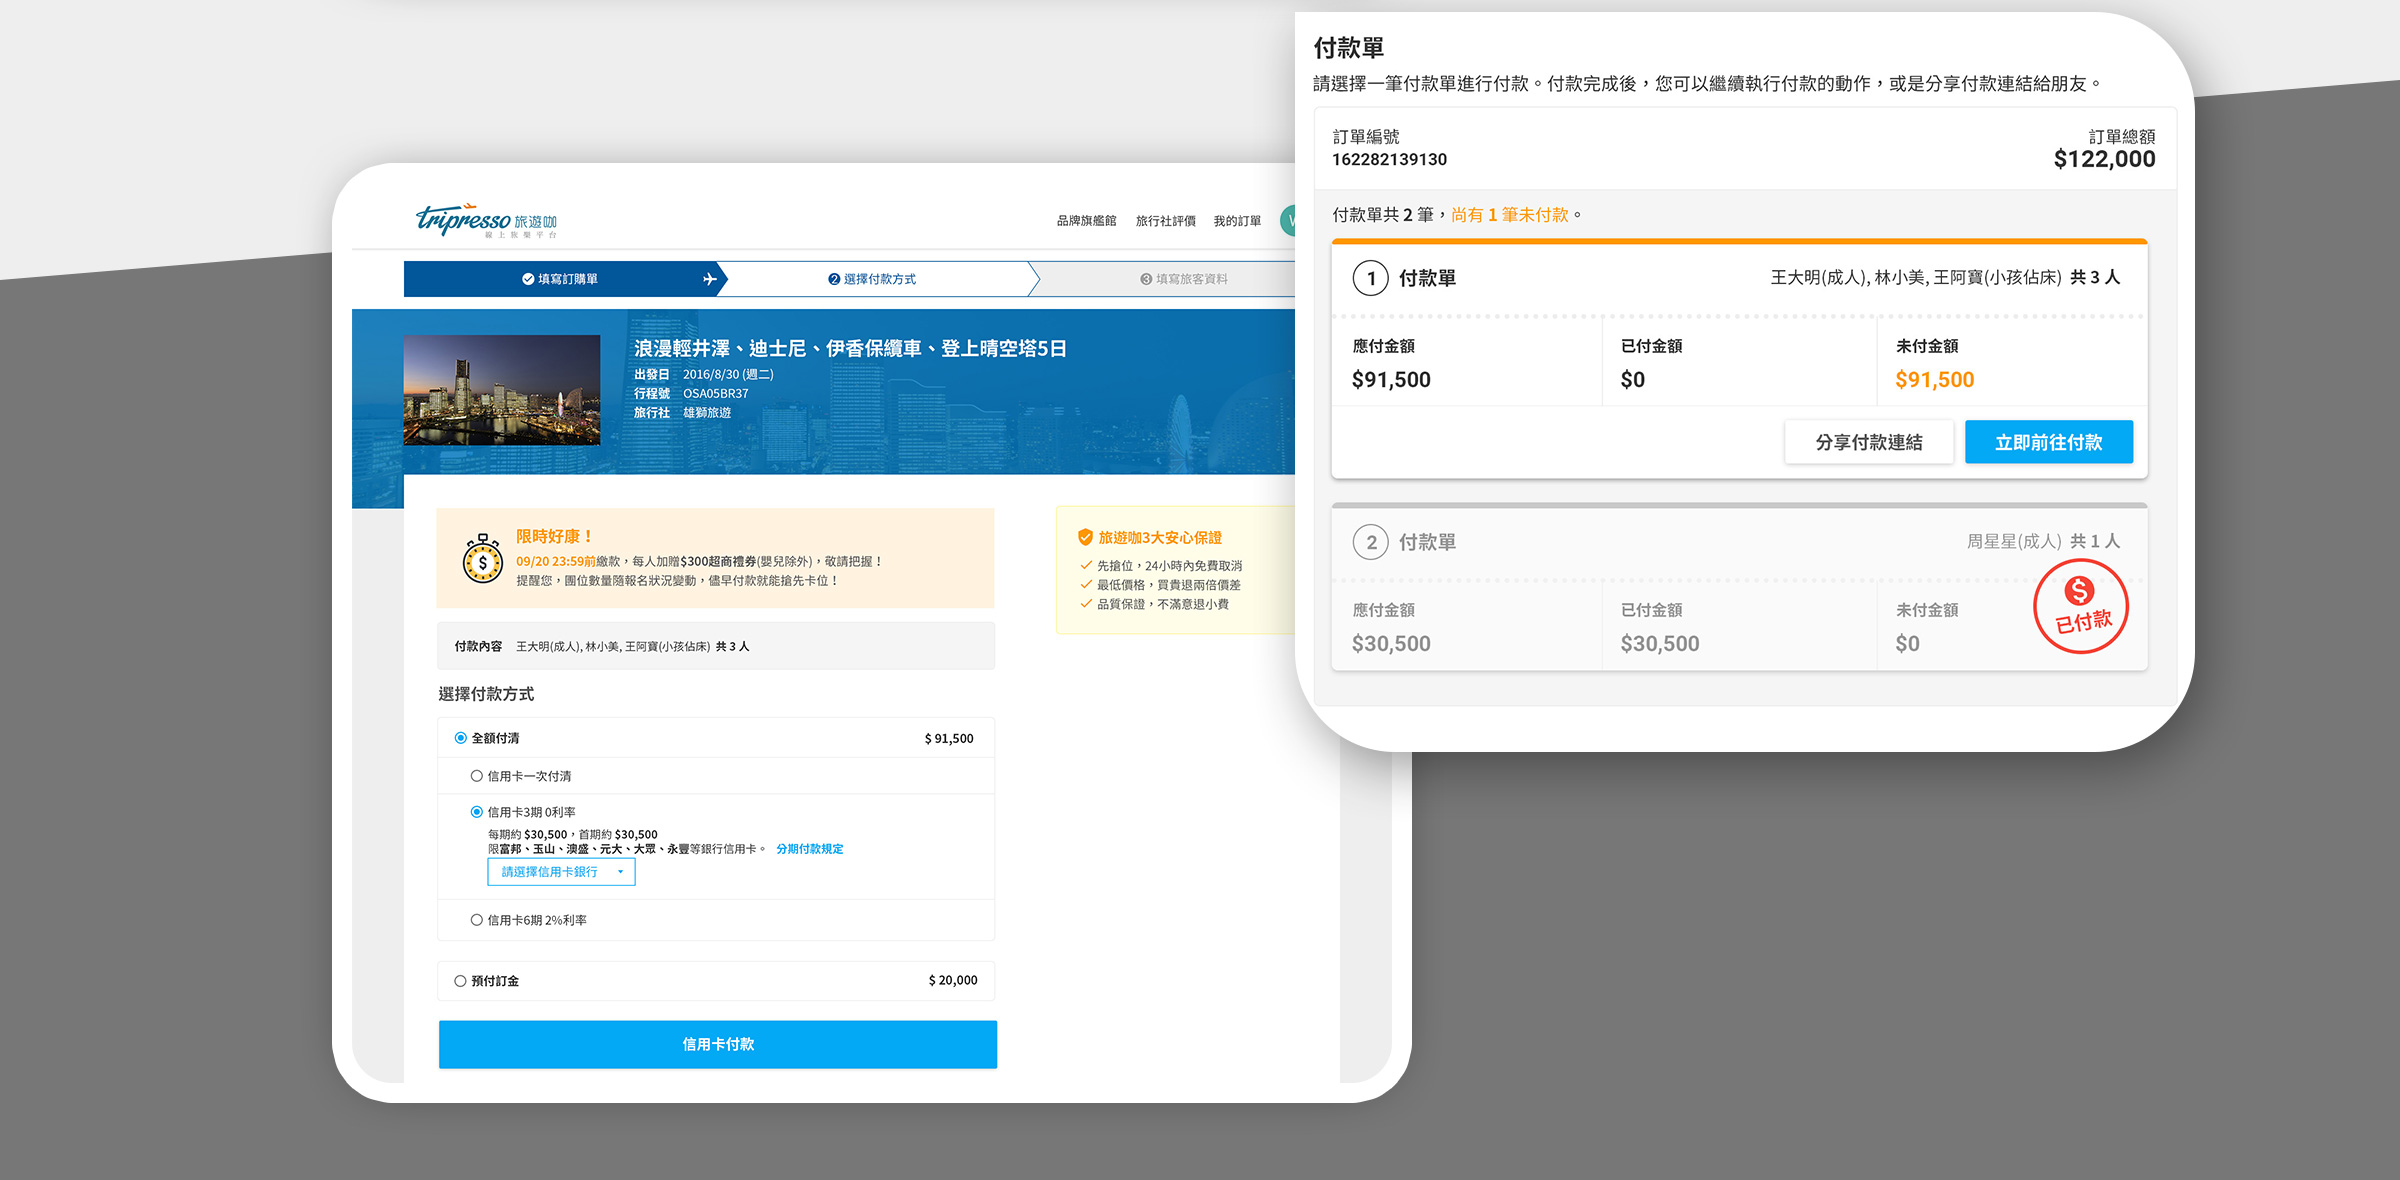 付款單
請選擇一筆付款單進行付款。付款完成後，您可以繼續執行付款的動作，或是分享付款連結給朋友。
訂單編號
162282139130
訂單總額
$122,000
付款單共 2 筆，尚有 1 筆未付款。
1 付款單
王大明(成人), 林小美, 王阿寶(小孩佔床) 共 3 人
應付金額
$91,500
已付金額
$0
未付金額
$91,500
分享付款連結
立即前往付款
2 付款單
周星星(成人) 共 1 人
應付金額
$30,500
已付金額
$30,500
未付金額
$0
$
已付款
tripresso 旅遊咖
線上旅樂平台
品牌旗艦館 旅行社評價 我的訂單
填寫訂購單
2 選擇付款方式
3 填寫旅客資料
浪漫輕井澤、迪士尼、伊香保纜車、登上晴空塔5日
出發日 2016/8/30 (週二)
行程號 OSA05BR37
旅行社 雄獅旅遊
$
限時好康！
09/20 23:59前繳款，每人加贈$300超商禮券(嬰兒除外)，敬請把握！
提醒您，團位數量隨報名狀況變動，儘早付款就能搶先卡位！
旅遊咖3大安心保證
先搶位，24小時內免費取消
最低價格，買貴退兩倍價差
品質保證，不滿意退小費
付款內容 王大明(成人), 林小美, 王阿寶(小孩佔床) 共 3 人
選擇付款方式
全額付清 $ 91,500
信用卡一次付清
信用卡3期 0利率
每期約 $30,500，首期約 $30,500
限富邦、玉山、澳盛、元大、大眾、永豐等銀行信用卡。 分期付款規定
請選擇信用卡銀行
信用卡6期 2%利率
預付訂金 $ 20,000
信用卡付款